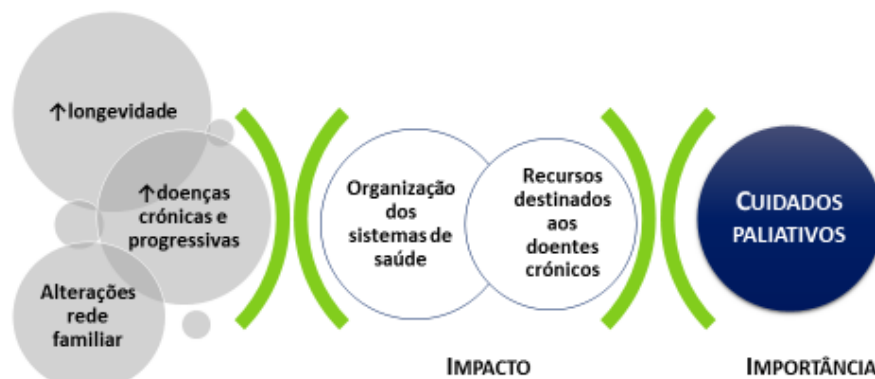 ↑longevidade
↑doenças
crónicas e
progressivas
Alterações
rede
familiar
Organização
dos
sistemas de
saúde
Recursos
destinados
aos
doentes
crónicos
CUIDADOS
PALIATIVOS
IMPACTO
IMPORTÂNCIA